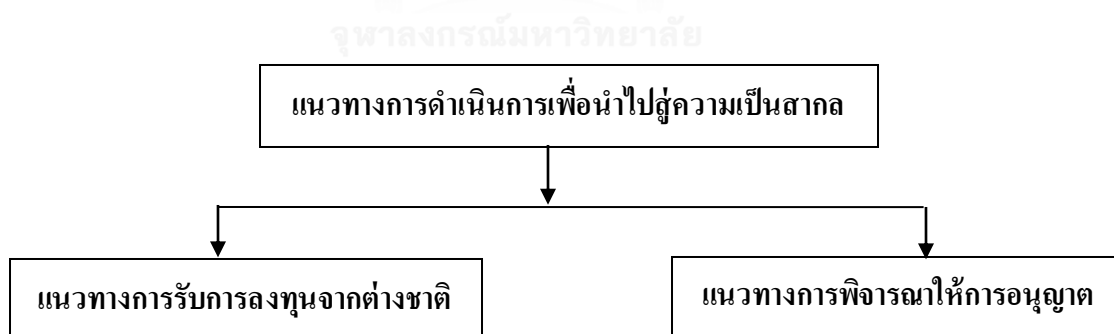 จุฬาลงกรณ์มหาวิทยาลัย
แนวทางการดำเนินการเพื่อนำไปสู่ความเป็นสากล
แนวทางการรับการลงทุนจากต่างชาติ
แนวทางการพิจารณาให้การอนุญาต